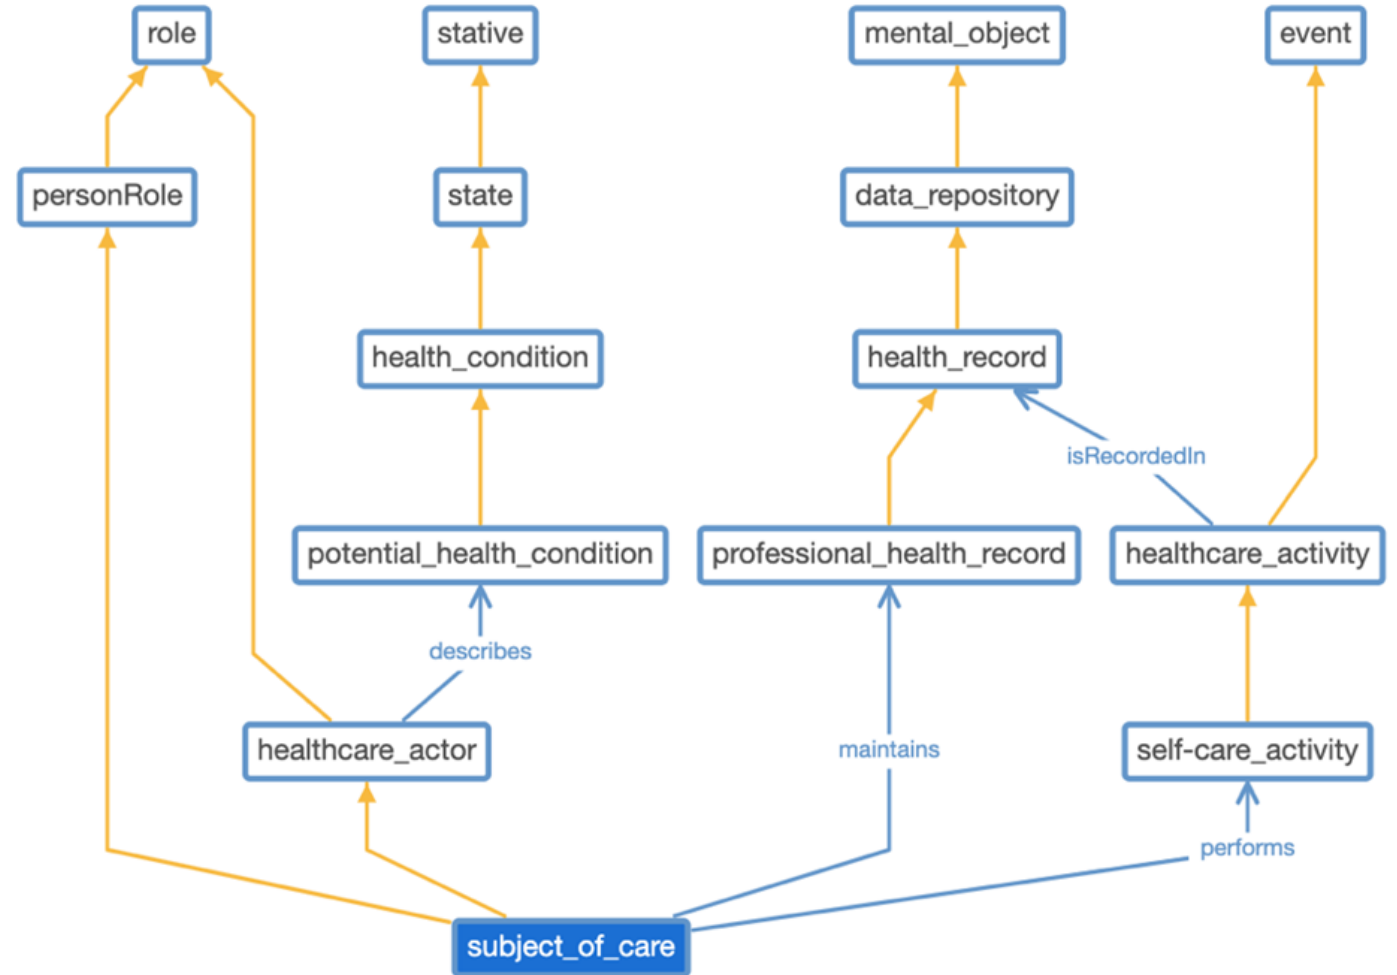 role
stative
mental_object
event
personRole
state
data_repository
health_condition
health_record
isRecordedIn
potential_health_condition
professional_health_record
healthcare_activity
describes
healthcare_actor
maintains
self-care_activity
performs
subject_of_care